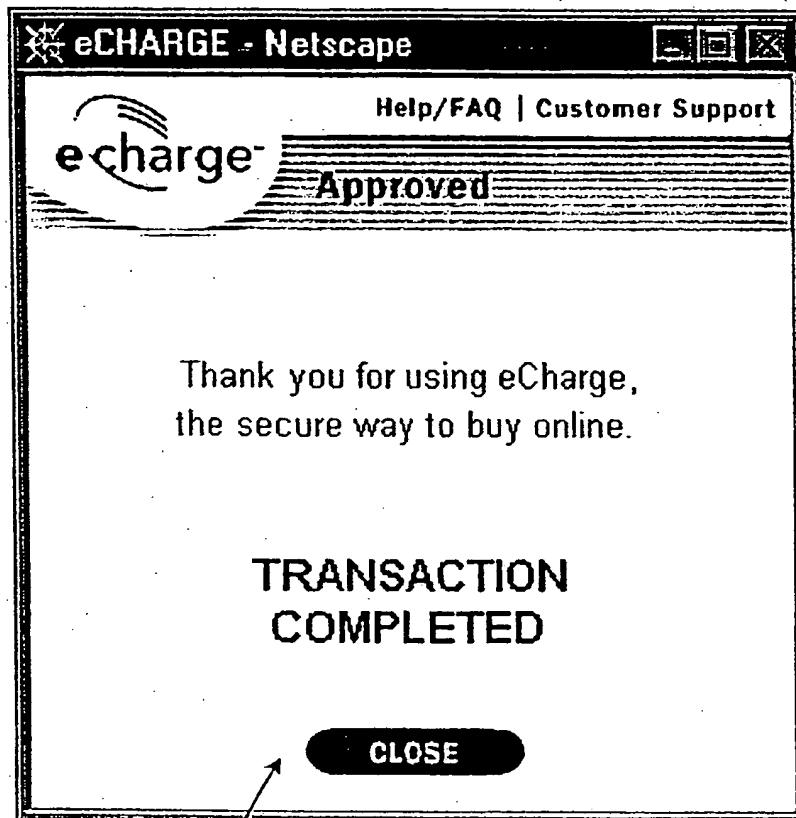 eCHARGE - Netscape
Help/FAQ | Customer Support
e charge
Approved
Thank you for using eCharge,
the secure way to buy online.
TRANSACTION
COMPLETED
CLOSE